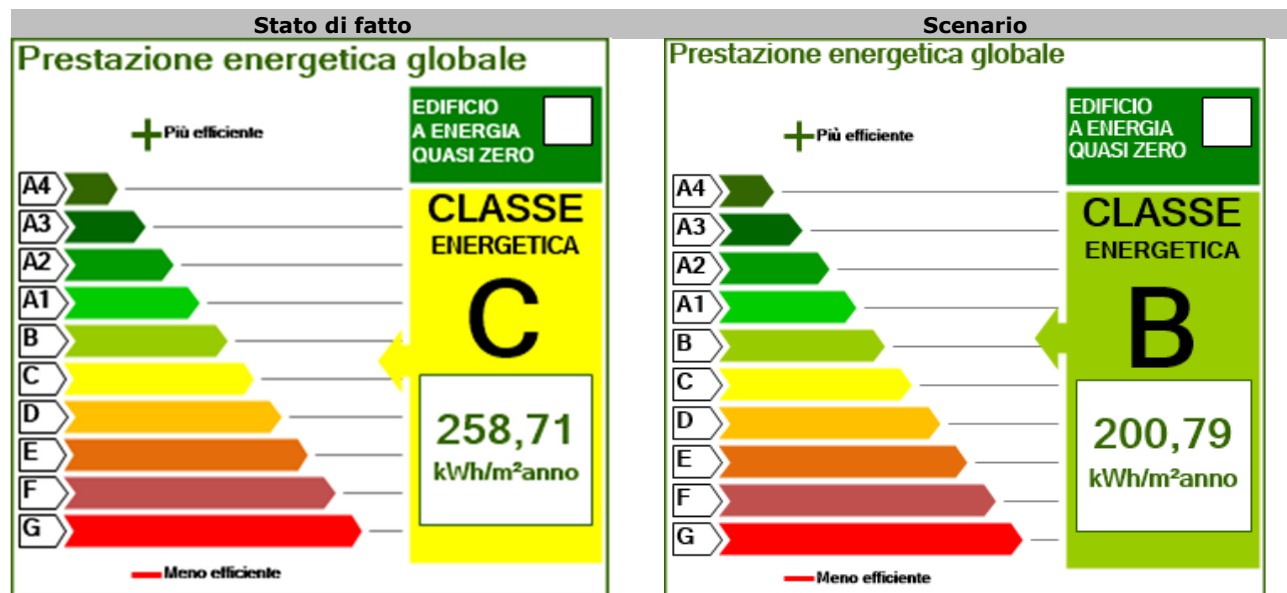 Stato di fatto
Scenario
Prestazione energetica globale
EDIFICIO
A ENERGIA
QUASI ZERO
Più efficiente
A4
A3
A2
A1
B
C
D
E
F
G
CLASSE
ENERGETICA
C
258,71
kWh/m²anno
Meno efficiente
Prestazione energetica globale
EDIFICIO
A ENERGIA
QUASI ZERO
Più efficiente
A4
A3
A2
A1
B
C
D
E
F
G
CLASSE
ENERGETICA
B
200,79
kWh/m²anno
Meno efficiente